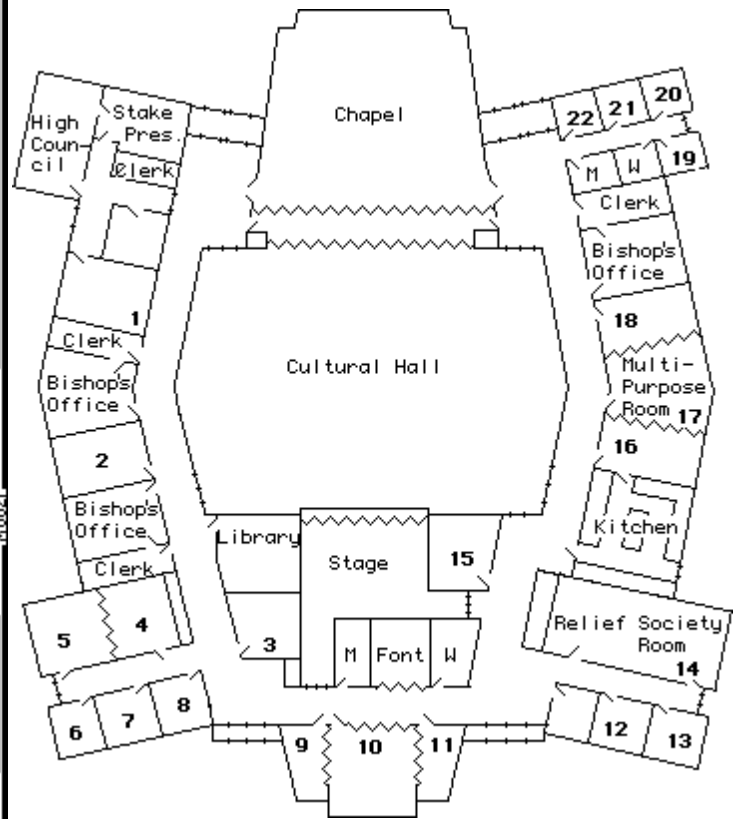 Chapel
High
Coun-
cil
Stake
Pres.
Clerk
22
21
20
M
W
19
Clerk
Bishop's
Office
1
Clerk
18
Bishop's
Office
Cultural Hall
Multi-
Purpose
Room
17
2
16
Bishop's
Office
Clerk
Library
Stage
15
Kitchen
5
4
3
M
Font
W
Relief Society
Room
14
6
7
8
9
10
11
12
13